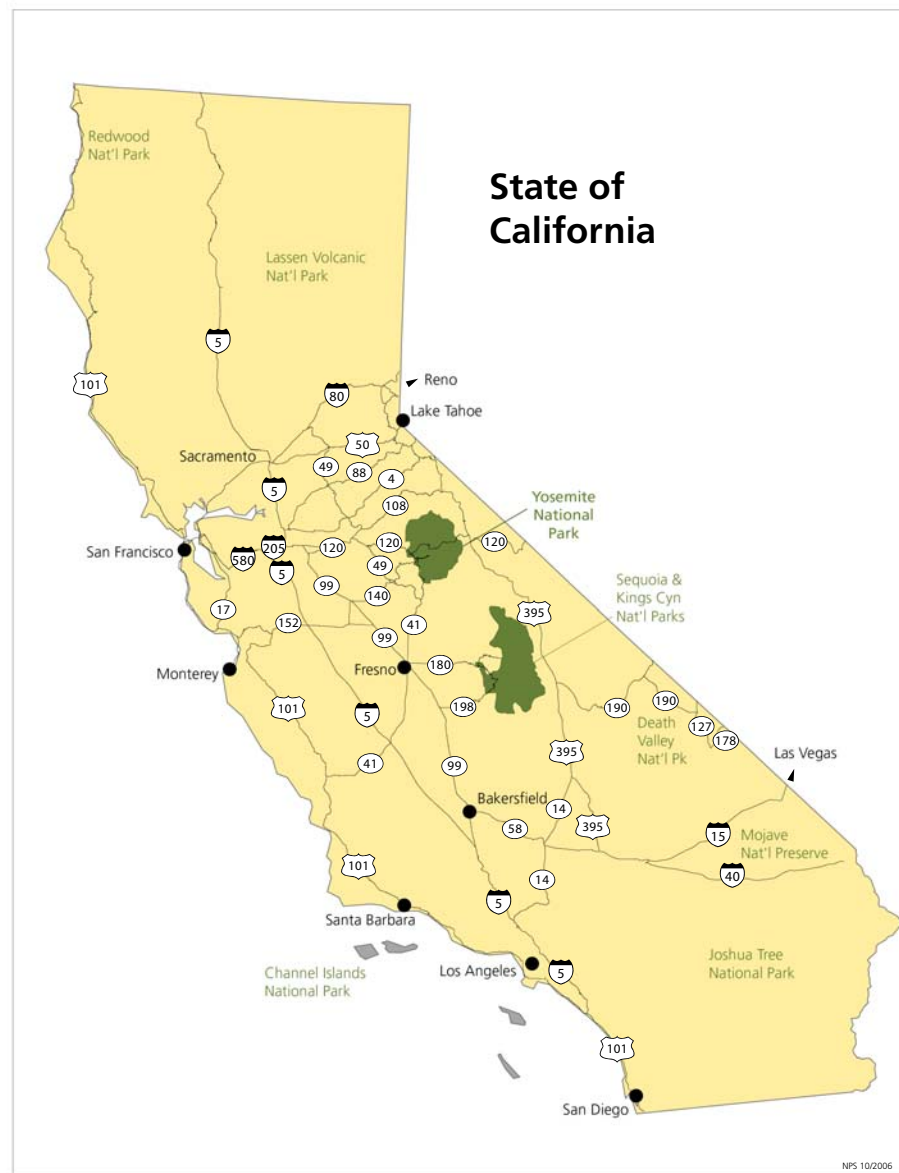 State of
California
Redwood
Nat'l Park
Lassen Volcanic
Nat'l Park
5
101
80
Reno
Lake Tahoe
50
Sacramento
49
88
4
5
108
Yosemite
National
Park
San Francisco
580
205
120
120
120
5
49
99
140
Sequoia &
Kings Cyn
Nat'l Parks
17
152
41
395
99
Monterey
Fresno
180
101
5
198
190
190
127
178
Death
Valley
Nat'l Pk
41
99
395
Las Vegas
Bakersfield
14
58
395
15
Mojave
Nat'l Preserve
101
14
40
5
Santa Barbara
Channel Islands
National Park
Los Angeles
5
Joshua Tree
National Park
101
San Diego
NPS 10/2006